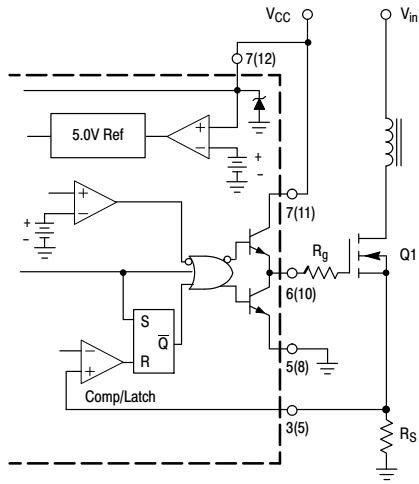 VCC
Vin
7(12)
5.0V Ref
+
−
+
-
7(11)
+
−
+
-
Rg
Q1
6(10)
S
Q̅
R
5(8)
−
+
Comp/Latch
3(5)
RS